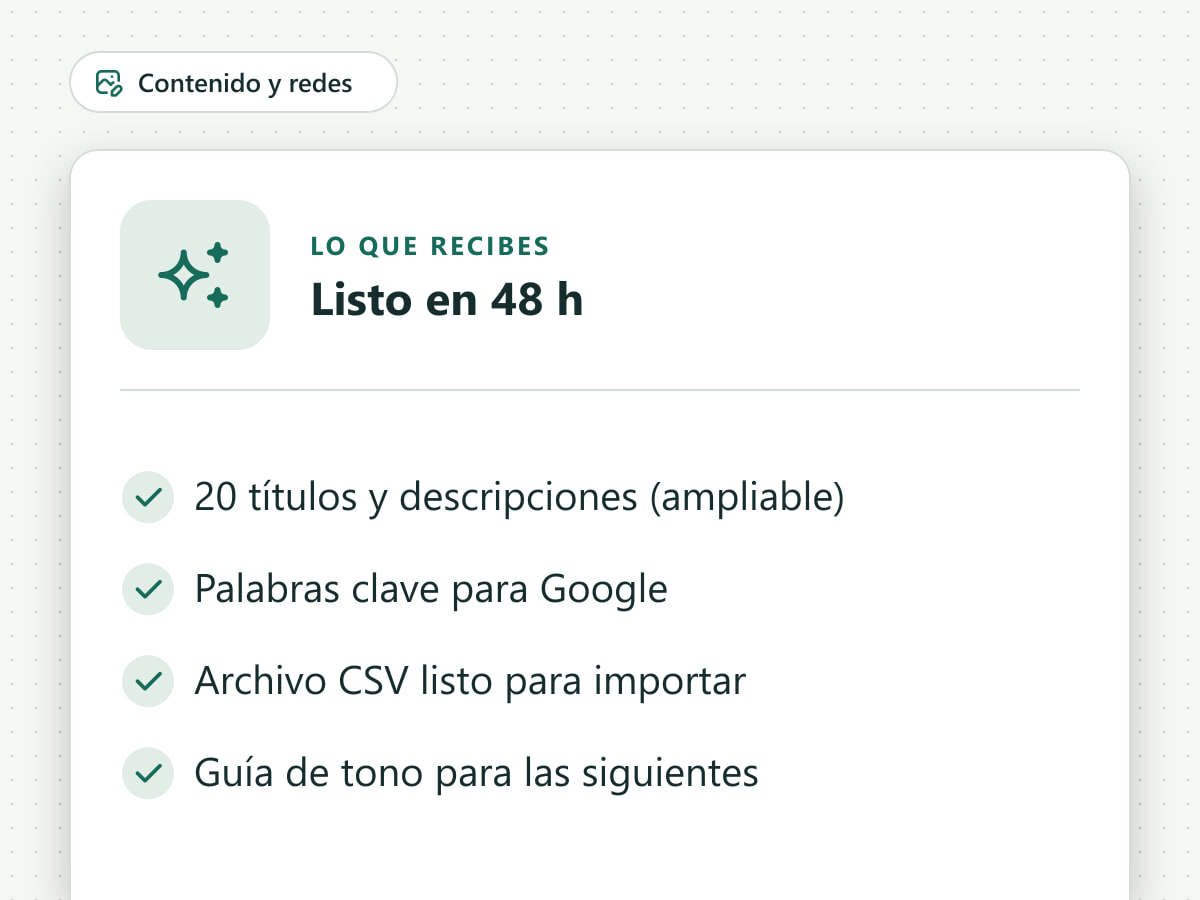 Contenido y redes
LO QUE RECIBES
Listo en 48 h
20 títulos y descripciones (ampliable)
Palabras clave para Google
Archivo CSV listo para importar
Guía de tono para las siguientes